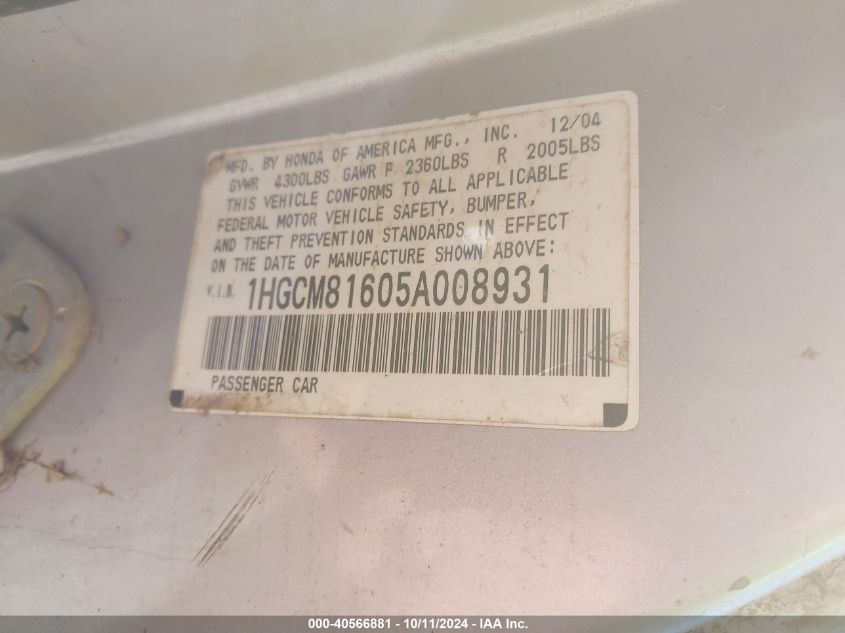 MFD. BY HONDA OF AMERICA MFG., INC. 12/04
GVWR 4300LBS GAWR F 2360LBS R 2005LBS
THIS VEHICLE CONFORMS TO ALL APPLICABLE
FEDERAL MOTOR VEHICLE SAFETY, BUMPER,
AND THEFT PREVENTION STANDARDS IN EFFECT
ON THE DATE OF MANUFACTURE SHOWN ABOVE:
V.I.N. 1HGCM81605A008931
PASSENGER CAR
000-40566881 - 10/11/2024 - IAA Inc.